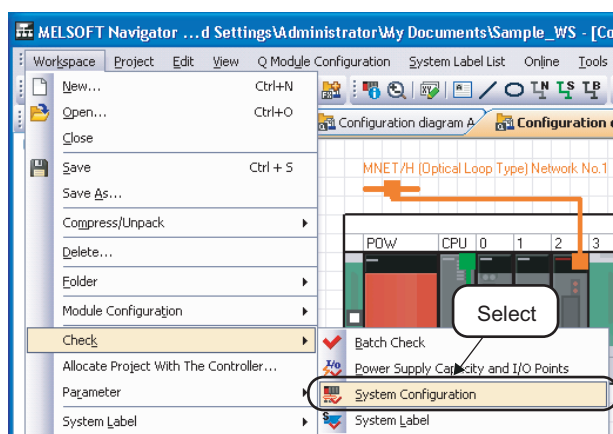 MELSOFT Navigator ...d Settings\Administrator\My Documents\Sample_WS - [Co
Workspace Project Edit View Q Module Configuration System Label List Online Tools
New... Ctrl+N
Open... Ctrl+O
Close
Save Ctrl + S
Save As...
Compress/Unpack
Delete...
Folder
Module Configuration
Check
Allocate Project With The Controller...
Parameter
System Label
Configuration diagram A Configuration
MNET/H (Optical Loop Type) Network No.1
POW CPU 0 1 2 3
Select
Batch Check
Power Supply Capacity and I/O Points
System Configuration
System Label